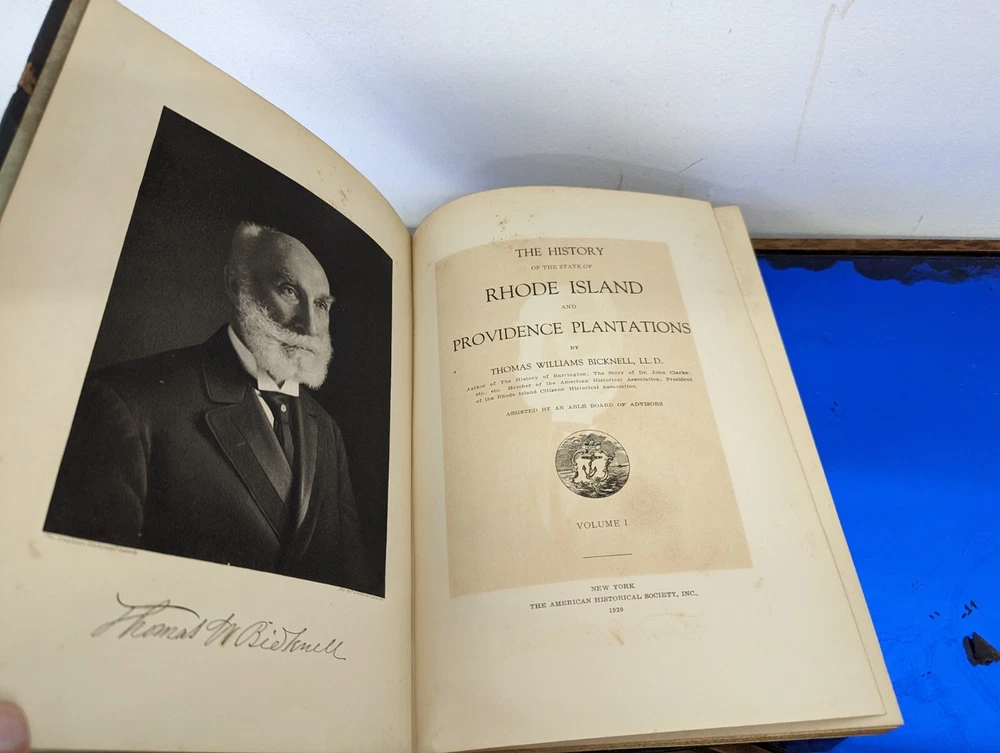 Thomas W Bicknell
THE HISTORY
OF THE STATE OF
RHODE ISLAND
AND
PROVIDENCE PLANTATIONS
BY
THOMAS WILLIAMS BICKNELL, LL.D.
Author of The History of Barrington; The Story of Dr. John Clarke;
etc., etc. Member of the American Historical Association, President
of the Rhode Island Citizens' Historical Association.
ASSISTED BY AN ABLE BOARD OF ADVISORS
VOLUME I.
NEW YORK
THE AMERICAN HISTORICAL SOCIETY, INC.,
1920